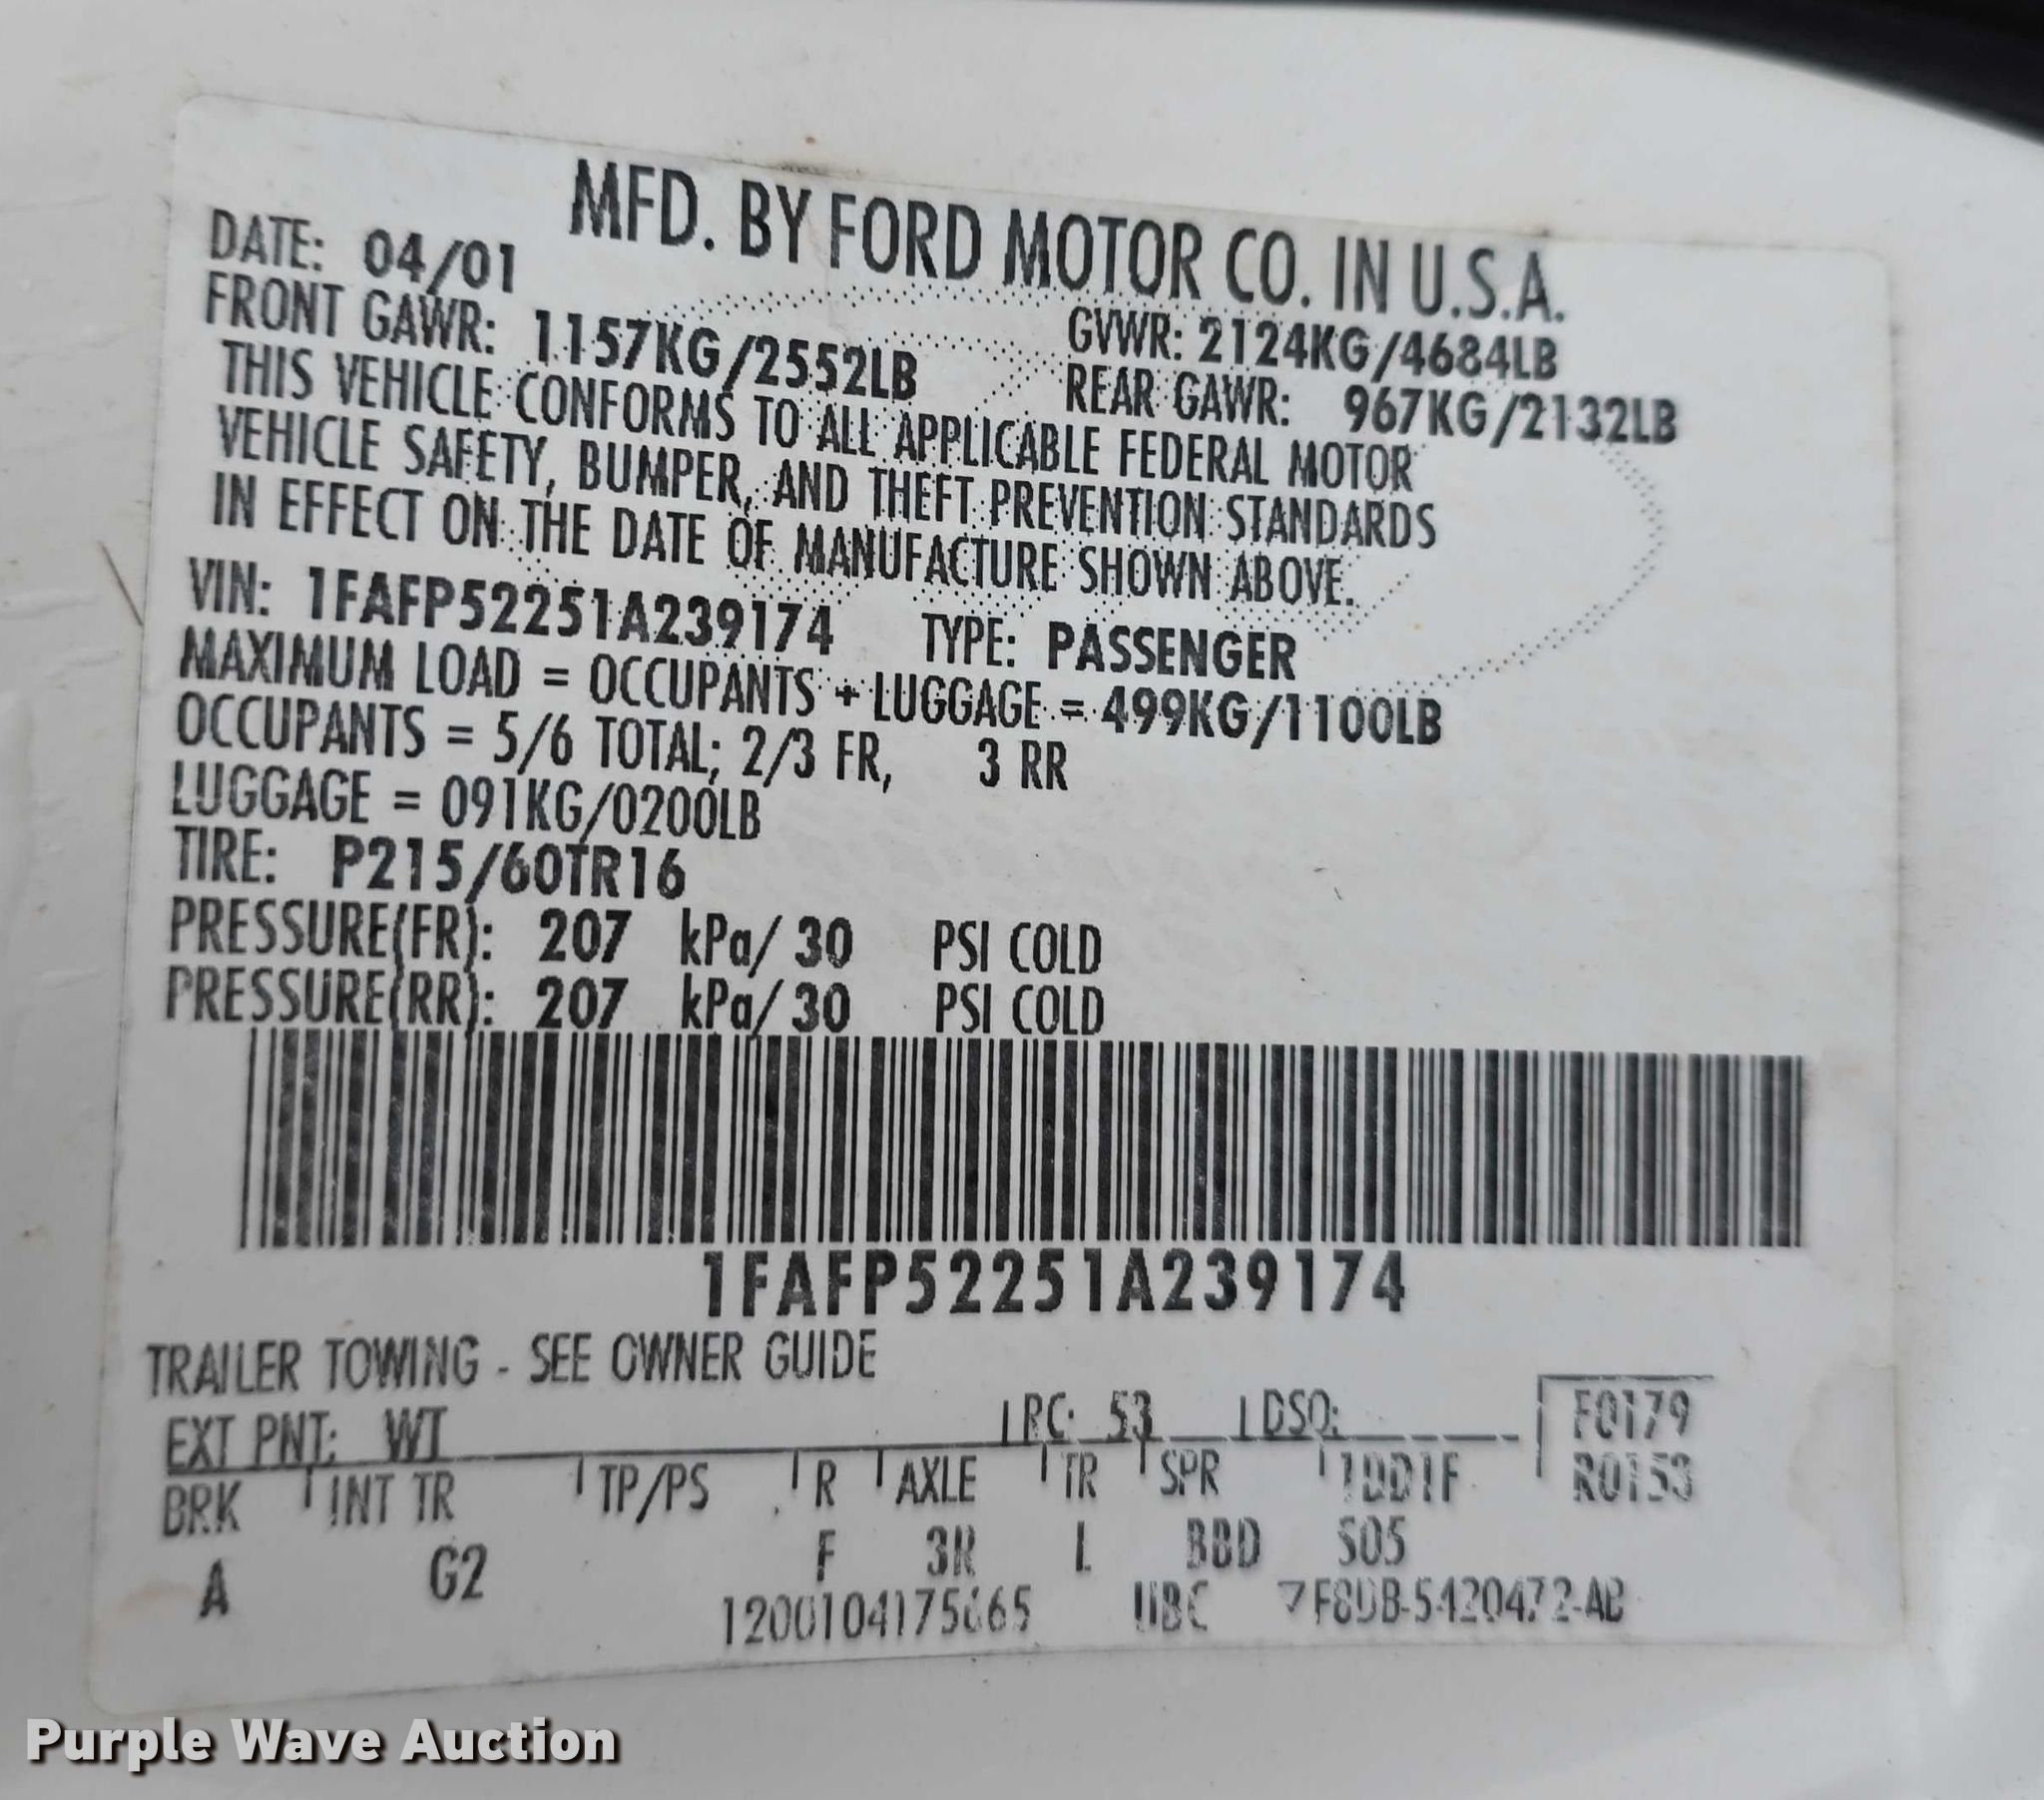 MFD. BY FORD MOTOR CO. IN U.S.A.
DATE: 04/01
GVWR: 2124KG/4684LB
FRONT GAWR: 1157KG/2552LB
REAR GAWR: 967KG/2132LB
THIS VEHICLE CONFORMS TO ALL APPLICABLE FEDERAL MOTOR
VEHICLE SAFETY, BUMPER, AND THEFT PREVENTION STANDARDS
IN EFFECT ON THE DATE OF MANUFACTURE SHOWN ABOVE.
VIN: 1FAFP52251A239174 TYPE: PASSENGER
MAXIMUM LOAD = OCCUPANTS + LUGGAGE = 499KG/1100LB
OCCUPANTS = 5/6 TOTAL; 2/3 FR, 3 RR
LUGGAGE = 091KG/0200LB
TIRE: P215/60TR16
PRESSURE(FR): 207 kPa/ 30 PSI COLD
PRESSURE(RR): 207 kPa/ 30 PSI COLD
1FAFP52251A239174
TRAILER TOWING - SEE OWNER GUIDE
EXT PNT: WT RC: 53 DSO: F0179
BRK INT TR TP/PS R AXLE TR SPR R0153
A G2 F 3R BBD S05
UBC
Purple Wave Auction